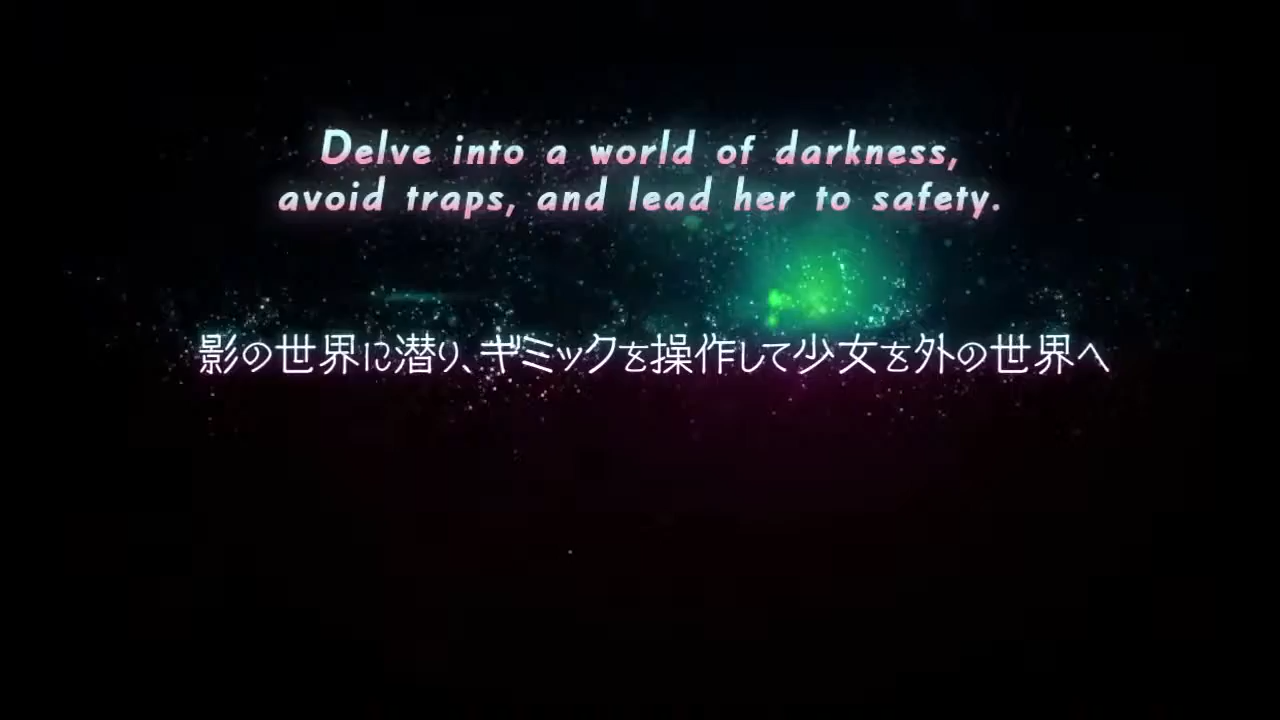 Delve into a world of darkness,
avoid traps, and lead her to safety.
影の世界に潜り、ギミックを操作して少女を外の世界へ